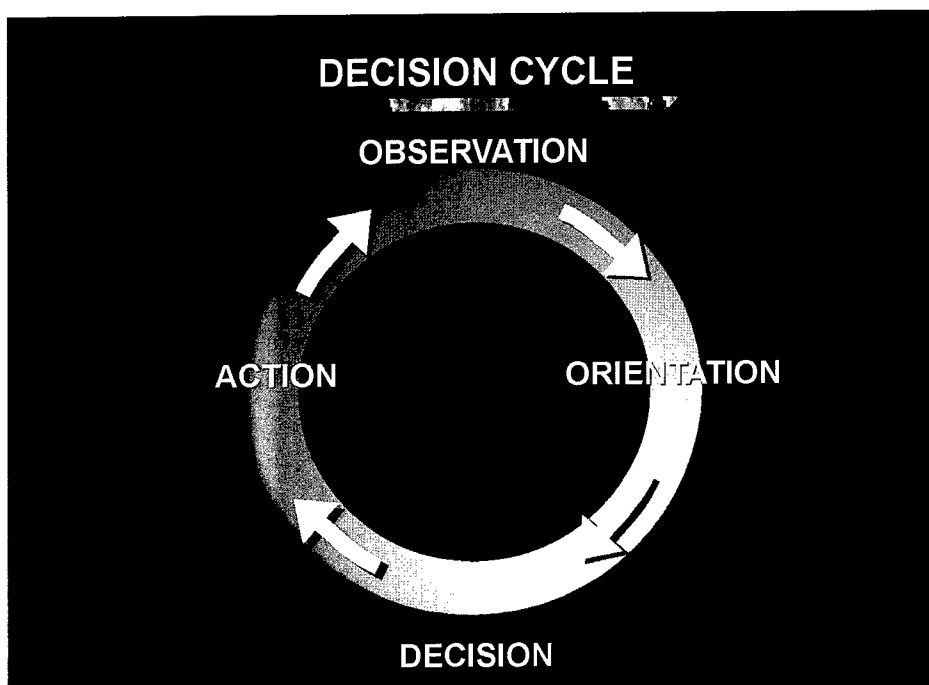 DECISION CYCLE
OBSERVATION
ACTION
ORIENTATION
DECISION